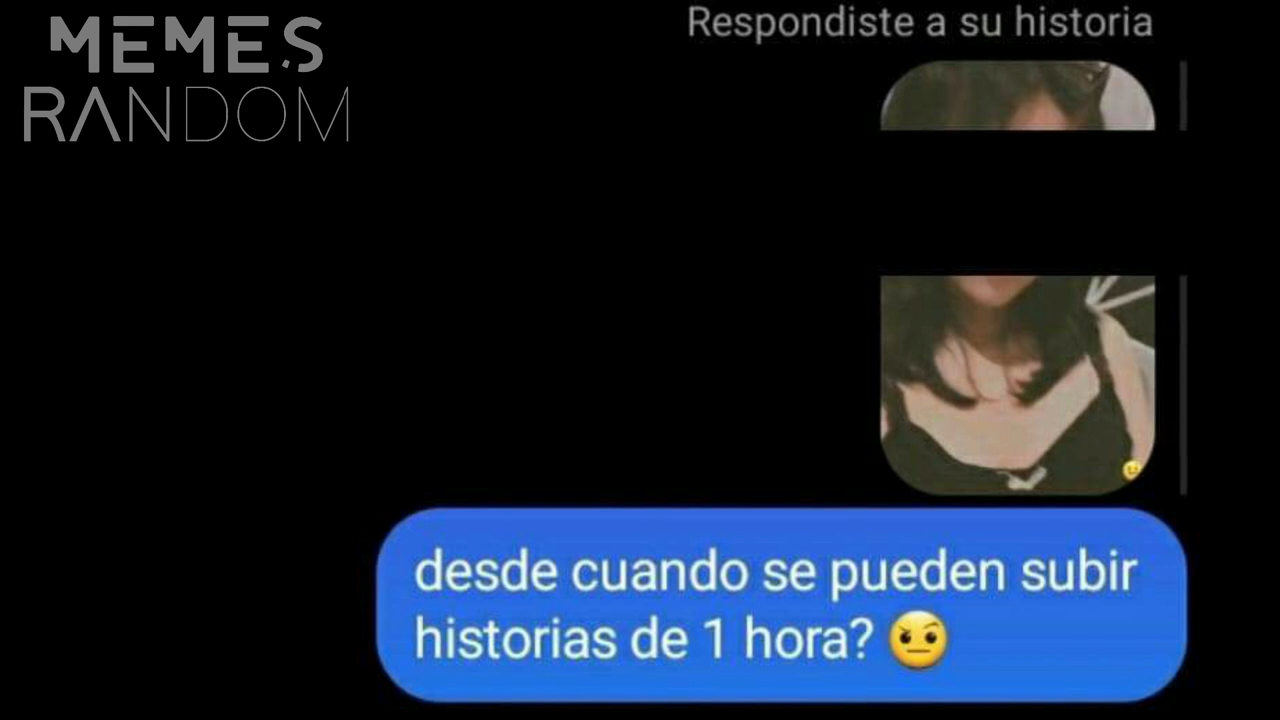 MEMES
RANDOM
Respondiste a su historia
desde cuando se pueden subir
historias de 1 hora? 🤨